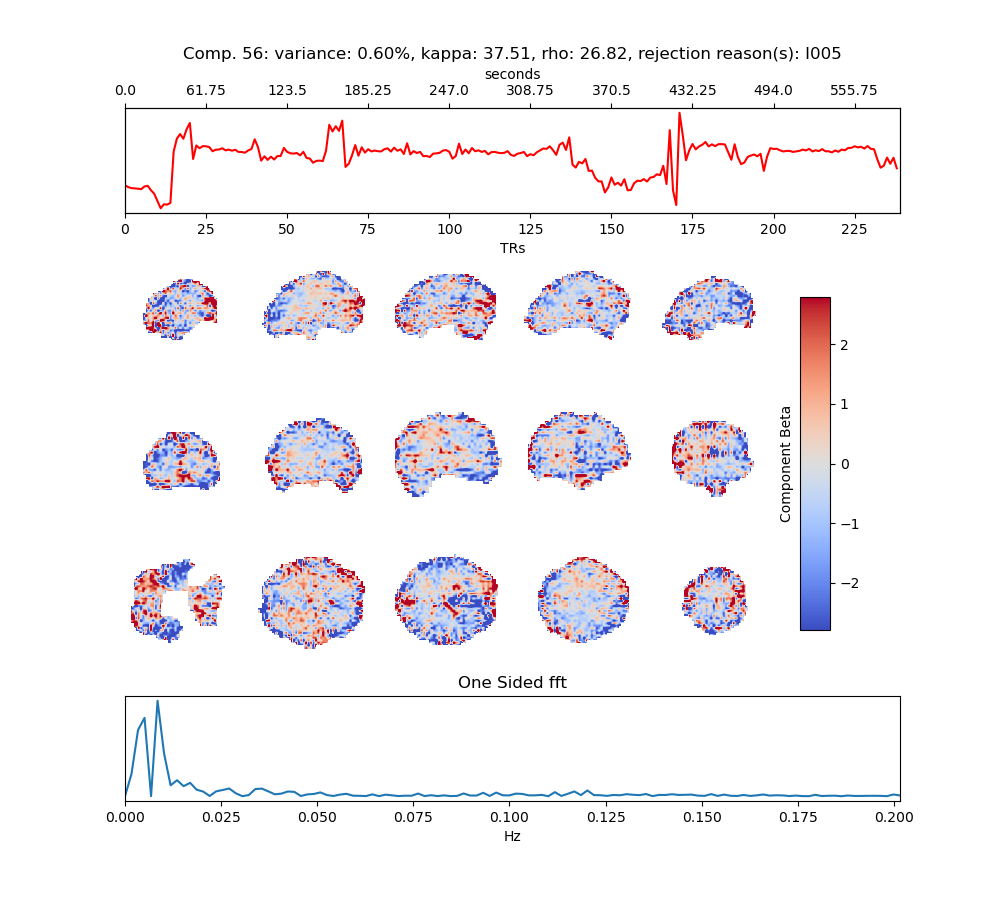 Comp. 56: variance: 0.60%, kappa: 37.51, rho: 26.82, rejection reason(s): I005
seconds
0.0 61.75 123.5 185.25 247.0 308.75 370.5 432.25 494.0 555.75
0 25 50 75 100 125 150 175 200 225
TRs
2
1
0
−1
−2
Component Beta
One Sided fft
0.000 0.025 0.050 0.075 0.100 0.125 0.150 0.175 0.200
Hz